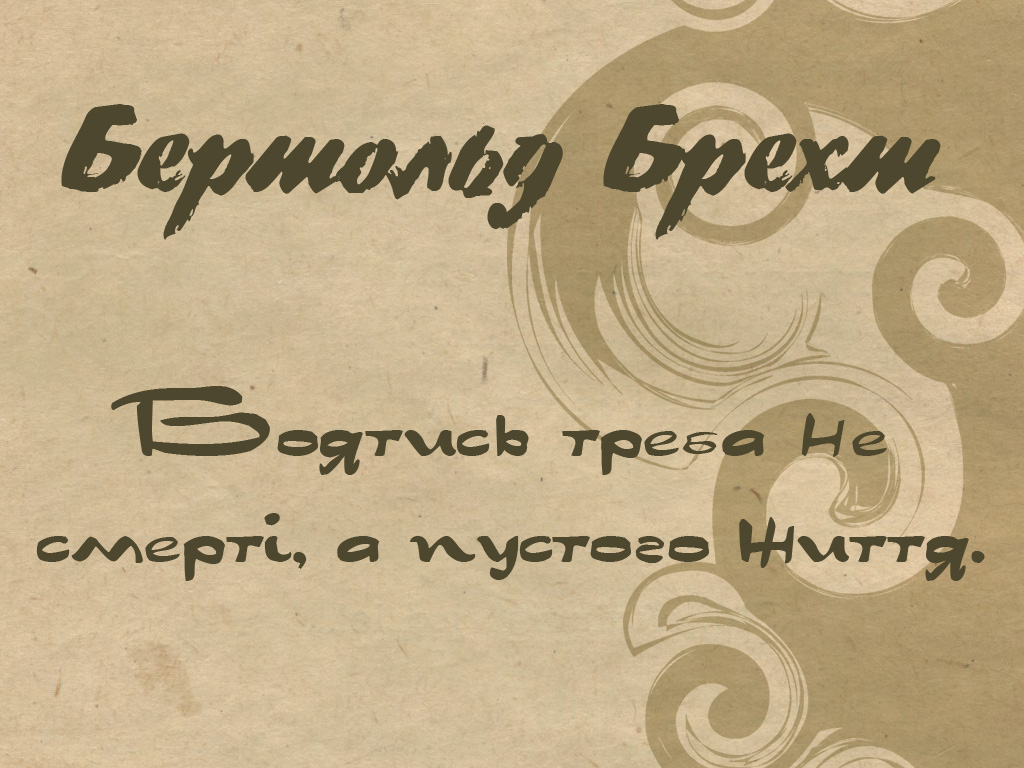 Бертольд Брехт
Боятись треба не
смерті, а пустого життя.